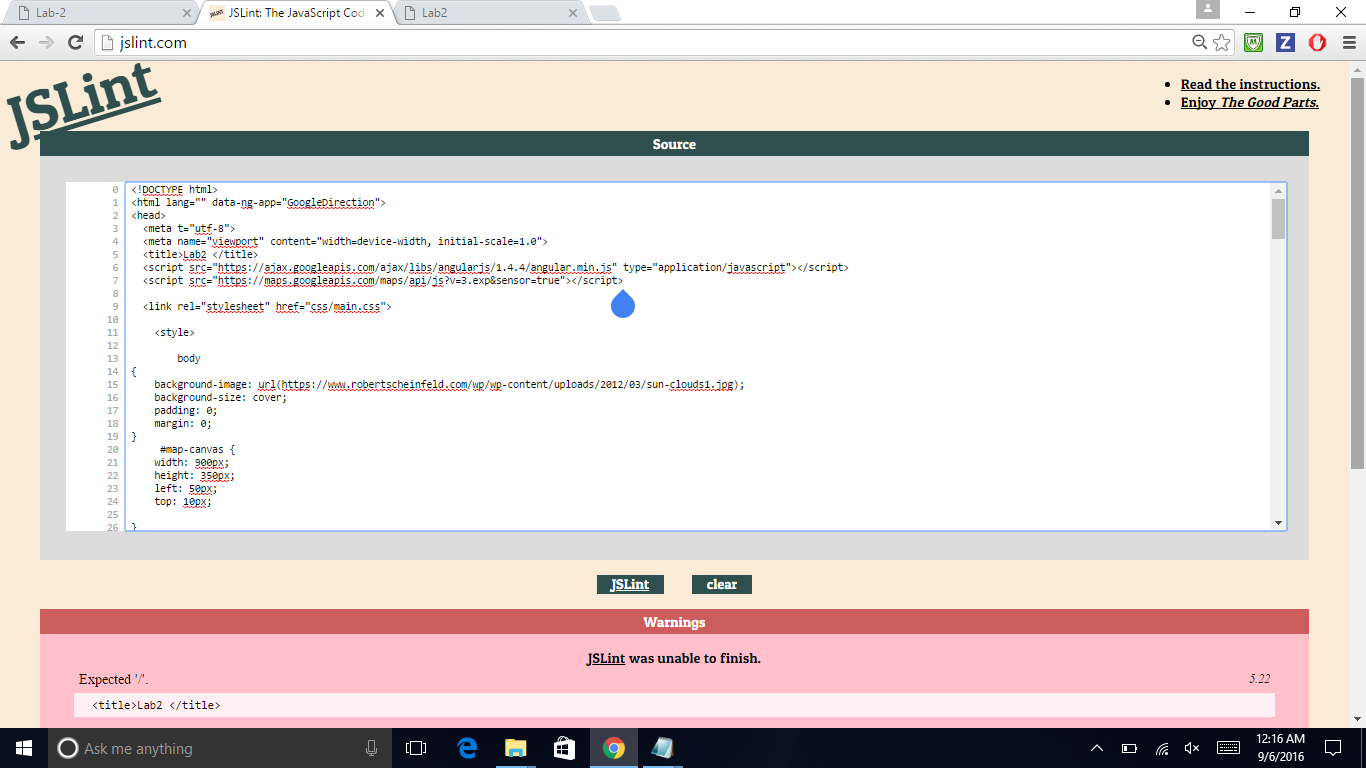 Lab-2
JSLint: The JavaScript Cod
Lab2
jslint.com
JSLint
Read the instructions.
Enjoy The Good Parts.
Source
0 <!DOCTYPE html>
1 <html lang="" data-ng-app="GoogleDirection">
2 <head>
3 <meta t="utf-8">
4 <meta name="viewport" content="width=device-width, initial-scale=1.0">
5 <title>Lab2 </title>
6 <script src="https://ajax.googleapis.com/ajax/libs/angularjs/1.4.4/angular.min.js" type="application/javascript"></script>
7 <script src="https://maps.googleapis.com/maps/api/js?v=3.exp&sensor=true"></script>
8
9 <link rel="stylesheet" href="css/main.css">
10
11 <style>
12
13 body
14 {
15 background-image: url(https://www.robertscheinfeld.com/wp/wp-content/uploads/2012/03/sun-clouds1.jpg);
16 background-size: cover;
17 padding: 0;
18 margin: 0;
19 }
20 #map-canvas {
21 width: 900px;
22 height: 350px;
23 left: 50px;
24 top: 10px;
25
26 }
JSLint clear
Warnings
JSLint was unable to finish.
Expected '/'. 5.22
<title>Lab2 </title>
Ask me anything
12:16 AM
9/6/2016